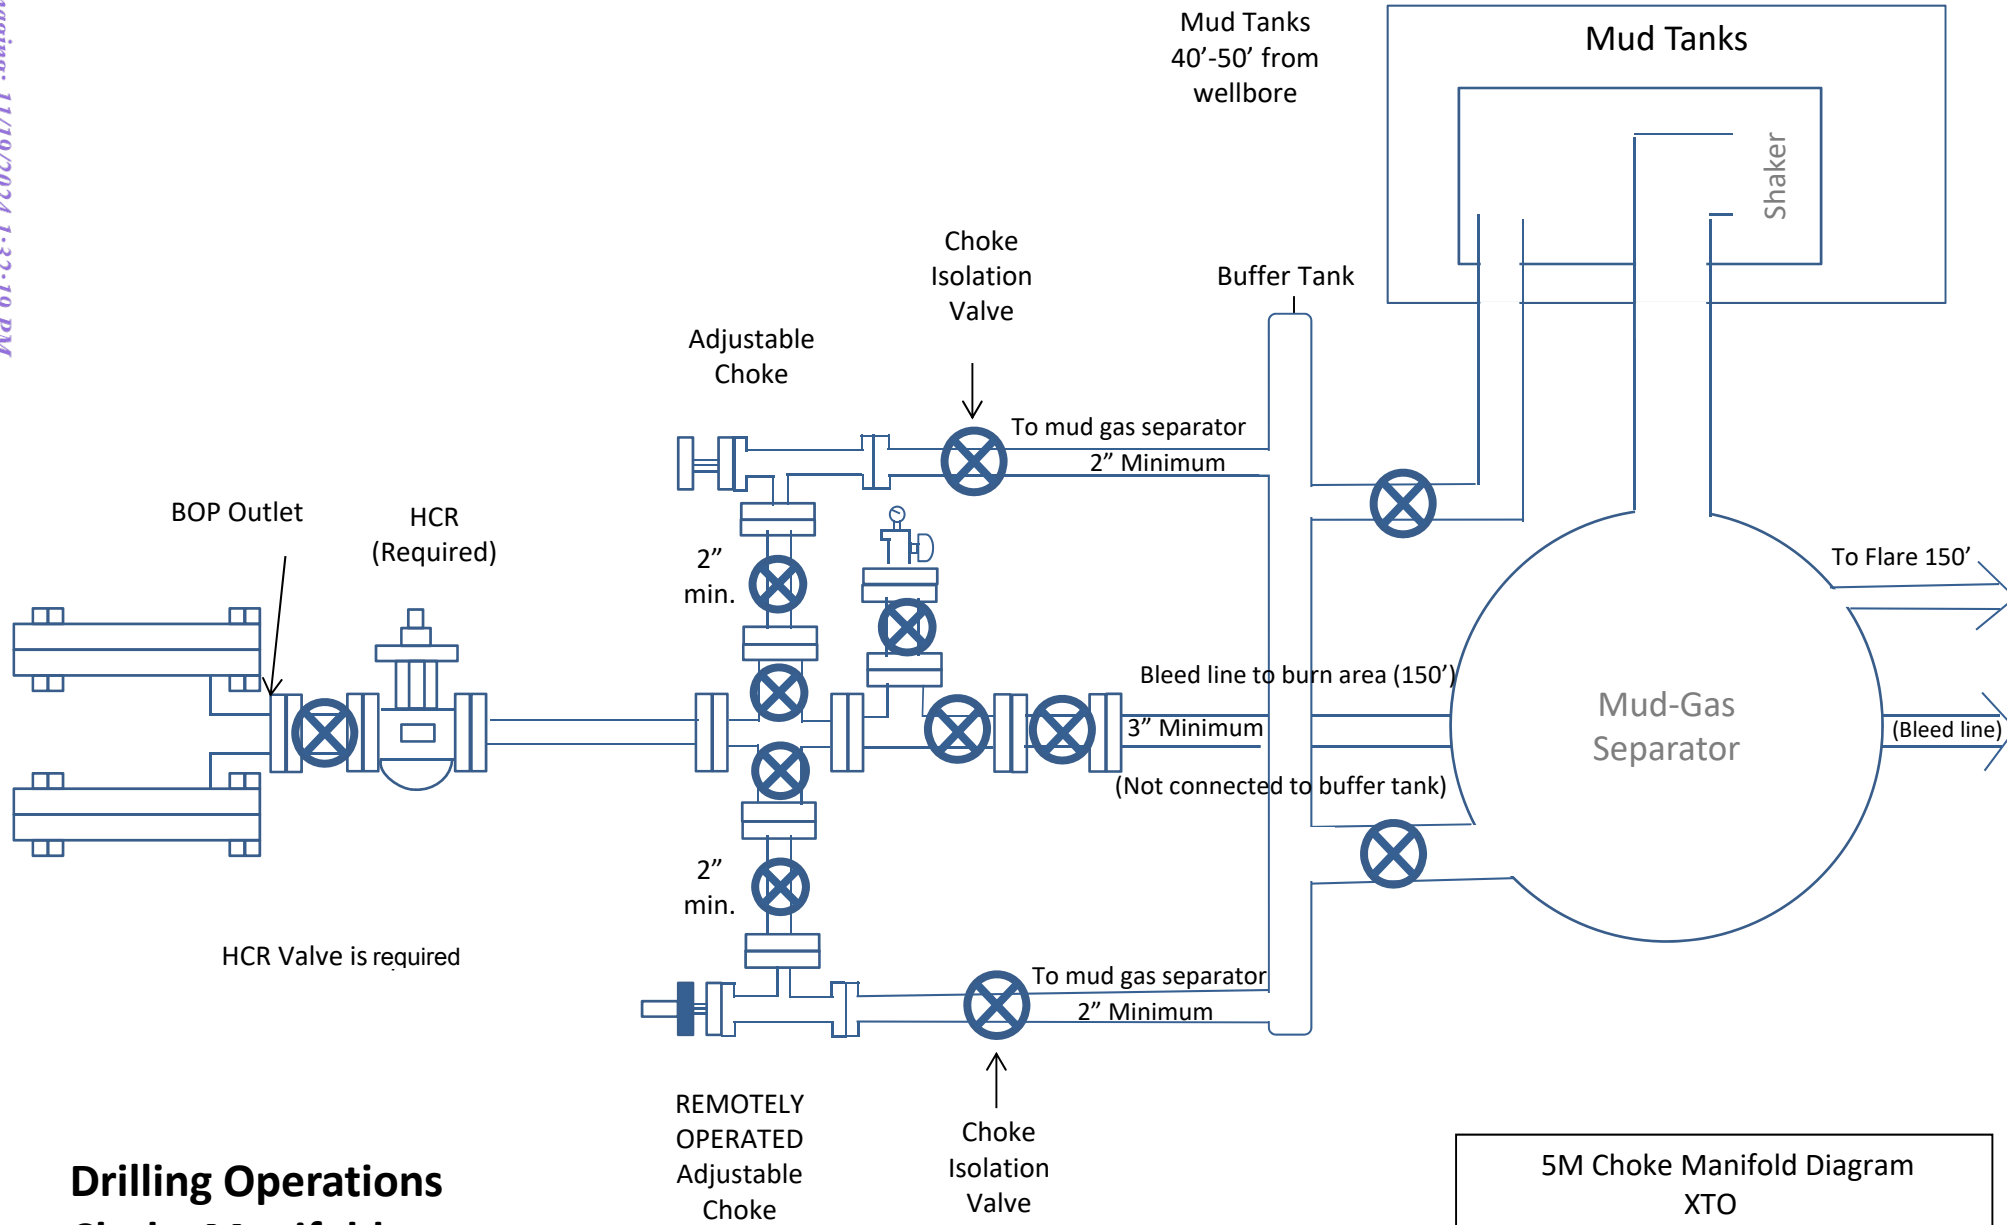 Mud Tanks
40’-50’ from
wellbore
Mud Tanks
Shaker
Choke
Isolation
Valve
Buffer Tank
Adjustable
Choke
To mud gas separator
2” Minimum
BOP Outlet
HCR
(Required)
2”
min.
To Flare 150’
Bleed line to burn area (150’)
3” Minimum
(Not connected to buffer tank)
Mud-Gas
Separator
(Bleed line)
2”
min.
HCR Valve is required
To mud gas separator
2” Minimum
REMOTELY
OPERATED
Adjustable
Choke
Choke
Isolation
Valve
Drilling Operations
5M Choke Manifold Diagram
XTO